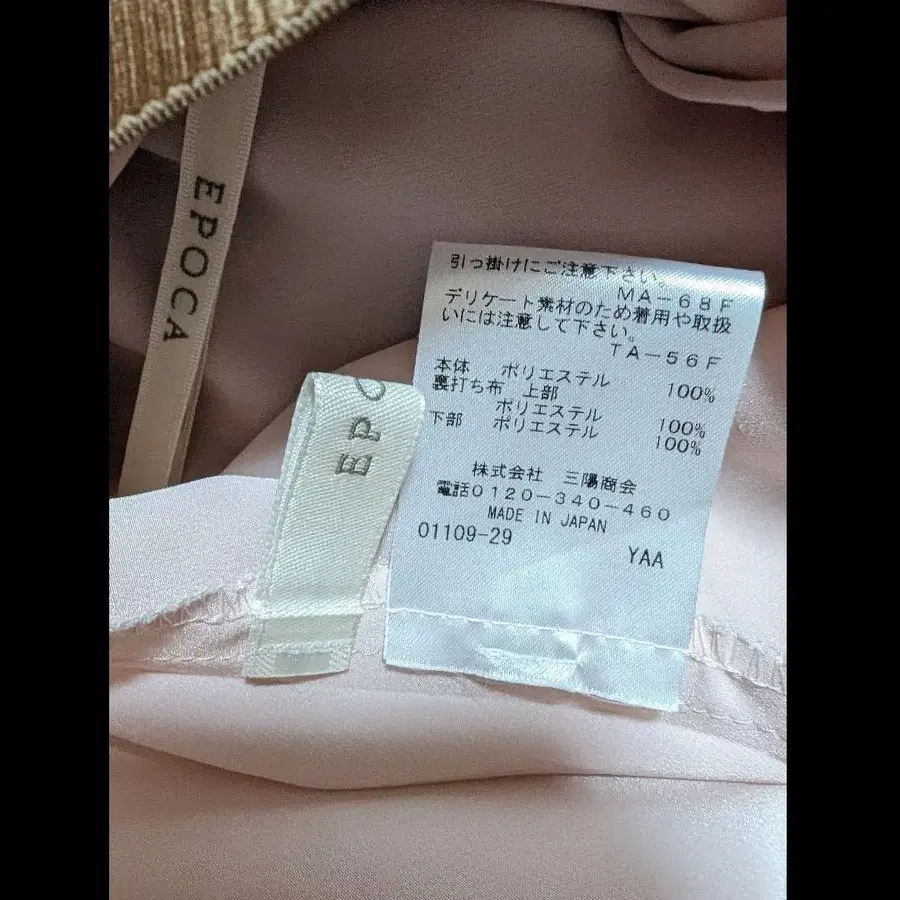 EPOCA
EPO
引っ掛けにご注意下さい。
MA-68F
デリケート素材のため着用や取扱
いには注意して下さい。
TA-56F
本体 ポリエステル 100%
裏打ち布 上部
ポリエステル 100%
下部 ポリエステル 100%
株式会社 三陽商会
電話0120-340-460
MADE IN JAPAN
01109-29 YAA